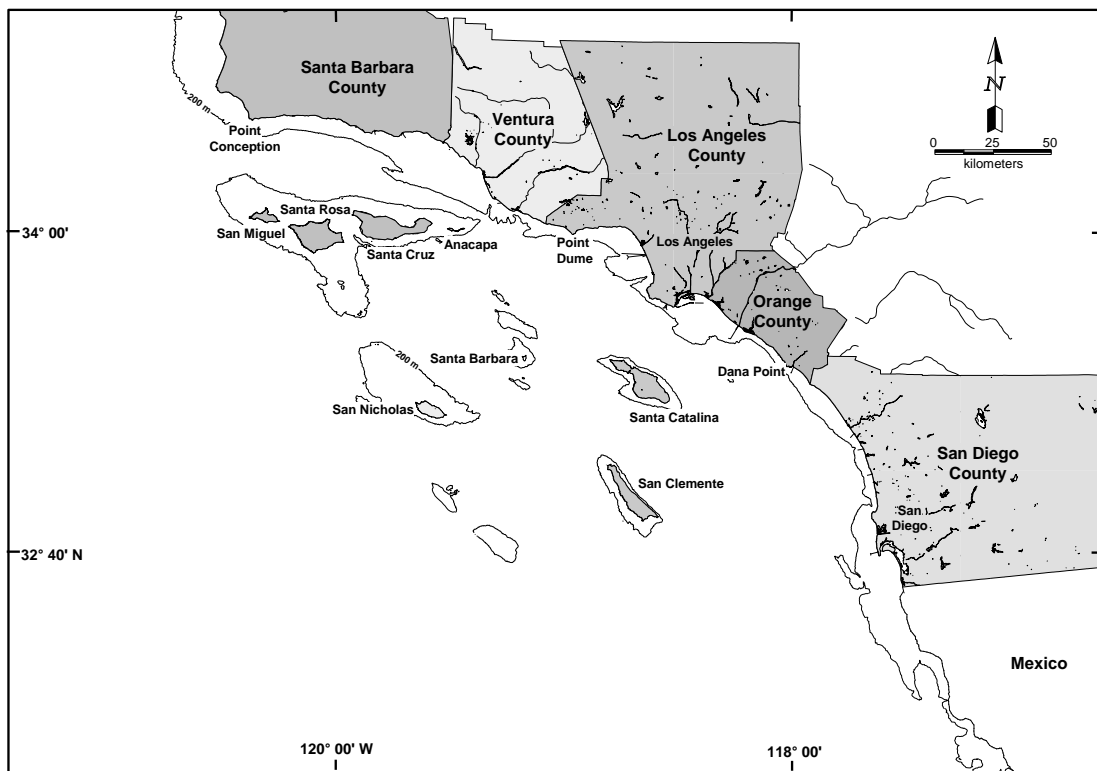 Santa Barbara
County
200 m
Point
Conception
Ventura
County
Los Angeles
County
N
0 25 50
kilometers
Santa Rosa
San Miguel
Santa Cruz
Anacapa
34° 00'
Point
Dume
Los Angeles
Orange
County
200 m
Santa Barbara
Dana Point
San Nicholas
Santa Catalina
San Clemente
San Diego
County
San
Diego
32° 40' N
Mexico
120° 00' W
118° 00'